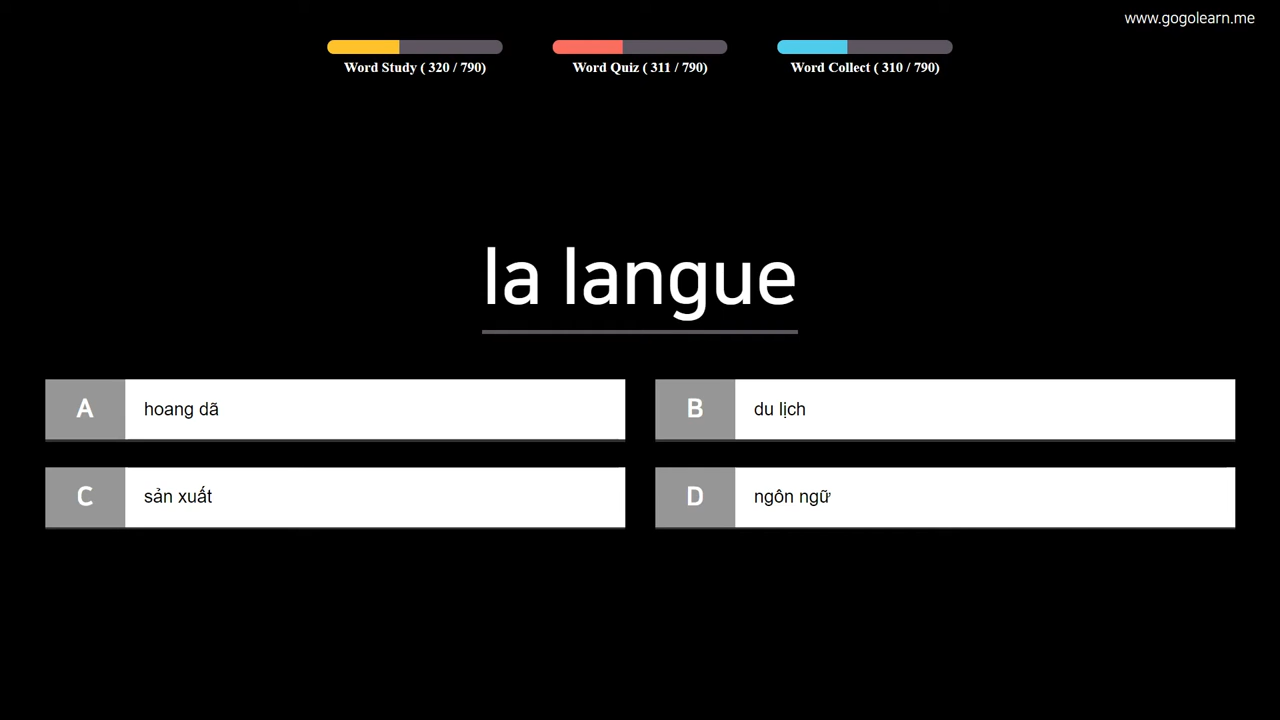 www.gogolearn.me
Word Study ( 320 / 790)
Word Quiz ( 311 / 790)
Word Collect ( 310 / 790)
la langue
A hoang dã
B du lịch
C sản xuất
D ngôn ngữ